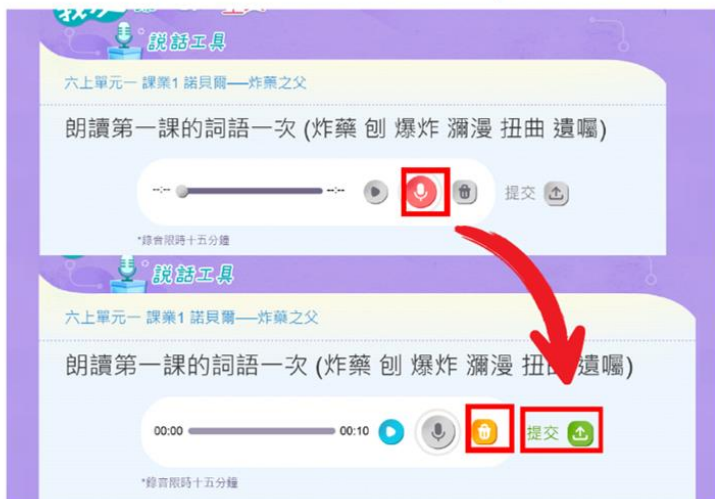 説話工具
六上單元一 課業1 諾貝爾──炸藥之父
朗讀第一課的詞語一次 (炸藥 刨 爆炸 瀰漫 扭曲 遺囑)
--:-- --:-- 提交
*錄音限時十五分鐘
説話工具
六上單元一 課業1 諾貝爾──炸藥之父
朗讀第一課的詞語一次 (炸藥 刨 爆炸 瀰漫 扭曲 遺囑)
00:00 00:10 提交
*錄音限時十五分鐘